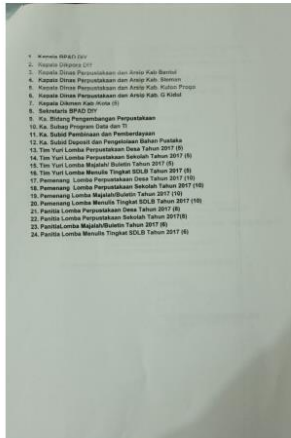 1. Kepala BPAD DIY
2. Kepala Dikpora DIY
3. Kepala Dinas Perpustakaan dan Arsip Kab Bantul
4. Kepala Dinas Perpustakaan dan Arsip Kab. Sleman
5. Kepala Dinas Perpustakaan dan Arsip Kab. Kulon Progo
6. Kepala Dinas Perpustakaan dan Arsip Kab. G Kidul
7. Kepala Dikmen Kab /Kota (5)
8. Sekretaris BPAD DIY
9. Ka. Bidang Pengembangan Perpustakaan
10. Ka. Subag Program Data dan TI
11. Ka. Subid Pembinaan dan Pemberdayaan
12. Ka. Subid Deposit dan Pengelolaan Bahan Pustaka
13. Tim Yuri Lomba Perpustakaan Desa Tahun 2017 (5)
14. Tim Yuri Lomba Perpustakaan Sekolah Tahun 2017 (5)
15. Tim Yuri Lomba Majalah/ Buletin Tahun 2017 (5)
16. Tim Yuri Lomba Menulis Tingkat SDLB Tahun 2017 (5)
17. Pemenang Lomba Perpustakaan Desa Tahun 2017 (10)
18. Pemenang Lomba Perpustakaan Sekolah Tahun 2017 (10)
19. Pemenang Lomba Majalah/Buletin Tahun 2017 (10)
20. Pemenang Lomba Menulis Tingkat SDLB Tahun 2017 (10)
21. Panitia Lomba Perpustakaan Desa Tahun 2017 (6)
22. Panitia Lomba Perpustakaan Sekolah Tahun 2017(6)
23. PanitiaLomba Majalah/Buletin Tahun 2017 (6)
24. Panitia Lomba Menulis Tingkat SDLB Tahun 2017 (6)